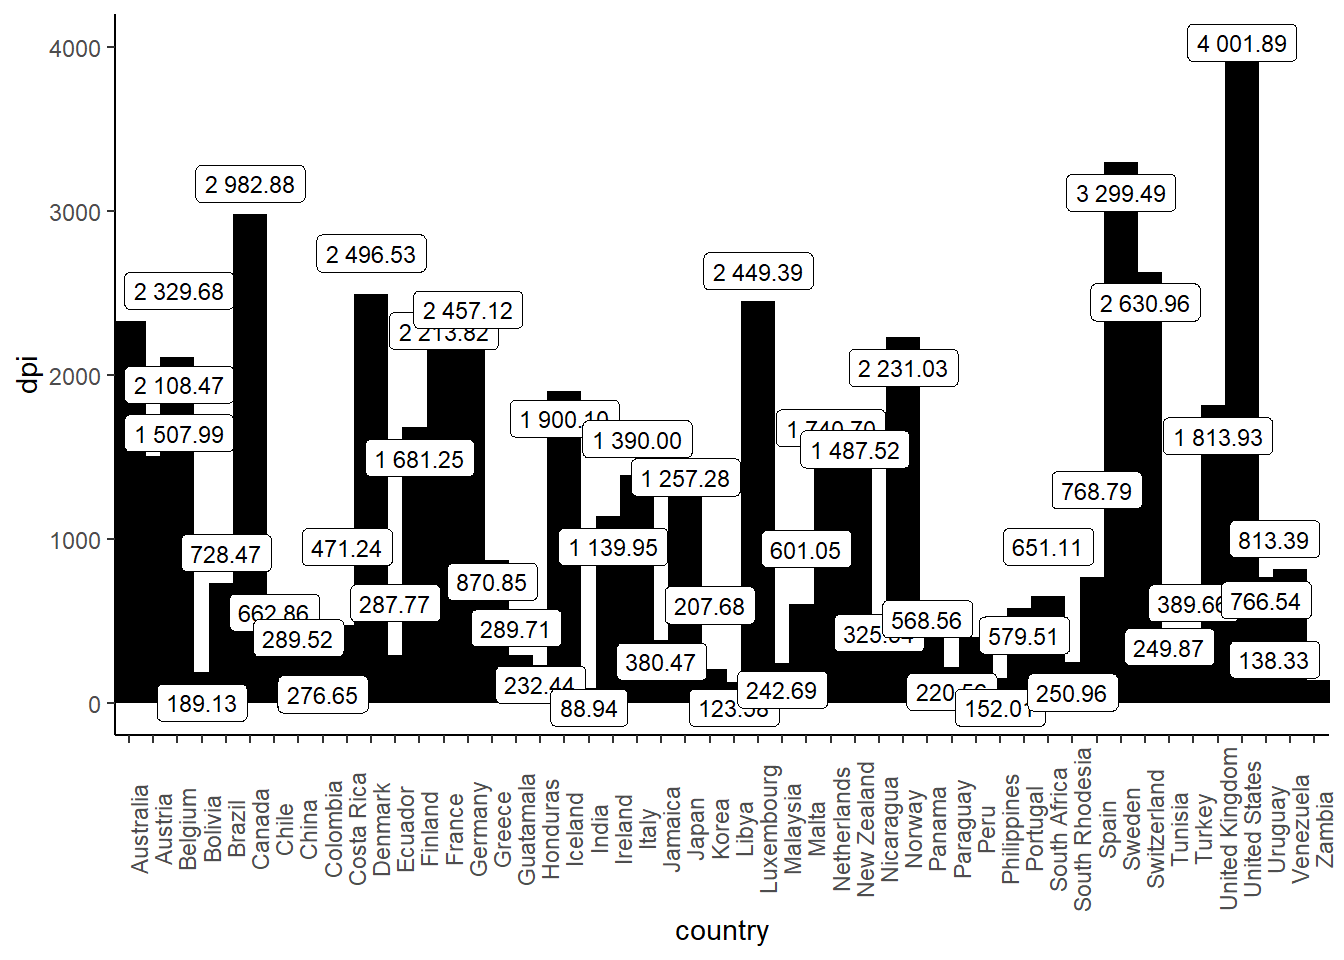 4000
3000
2000
1000
0
dpi
4 001.89
2 982.88
3 299.49
2 496.53
2 449.39
2 329.68
2 630.96
2 457.12
2 213.82
2 231.03
2 108.47
1 900.10
1 507.99
1 390.00
1 740.70
1 487.52
1 813.93
1 681.25
1 257.28
768.79
728.47
471.24
1 139.95
601.05
651.11
813.39
870.85
662.86
287.77
207.68
389.66
766.54
289.52
289.71
568.56
579.51
249.87
380.47
138.33
276.65
232.44
242.69
250.96
189.13
88.94
152.01
Australia
Austria
Belgium
Bolivia
Brazil
Canada
Chile
China
Colombia
Costa Rica
Denmark
Ecuador
Finland
France
Germany
Greece
Guatamala
Honduras
Iceland
India
Ireland
Italy
Jamaica
Japan
Korea
Libya
Luxembourg
Malaysia
Malta
Netherlands
New Zealand
Nicaragua
Norway
Panama
Paraguay
Peru
Philippines
Portugal
South Africa
South Rhodesia
Spain
Sweden
Switzerland
Tunisia
Turkey
United Kingdom
United States
Uruguay
Venezuela
Zambia
country